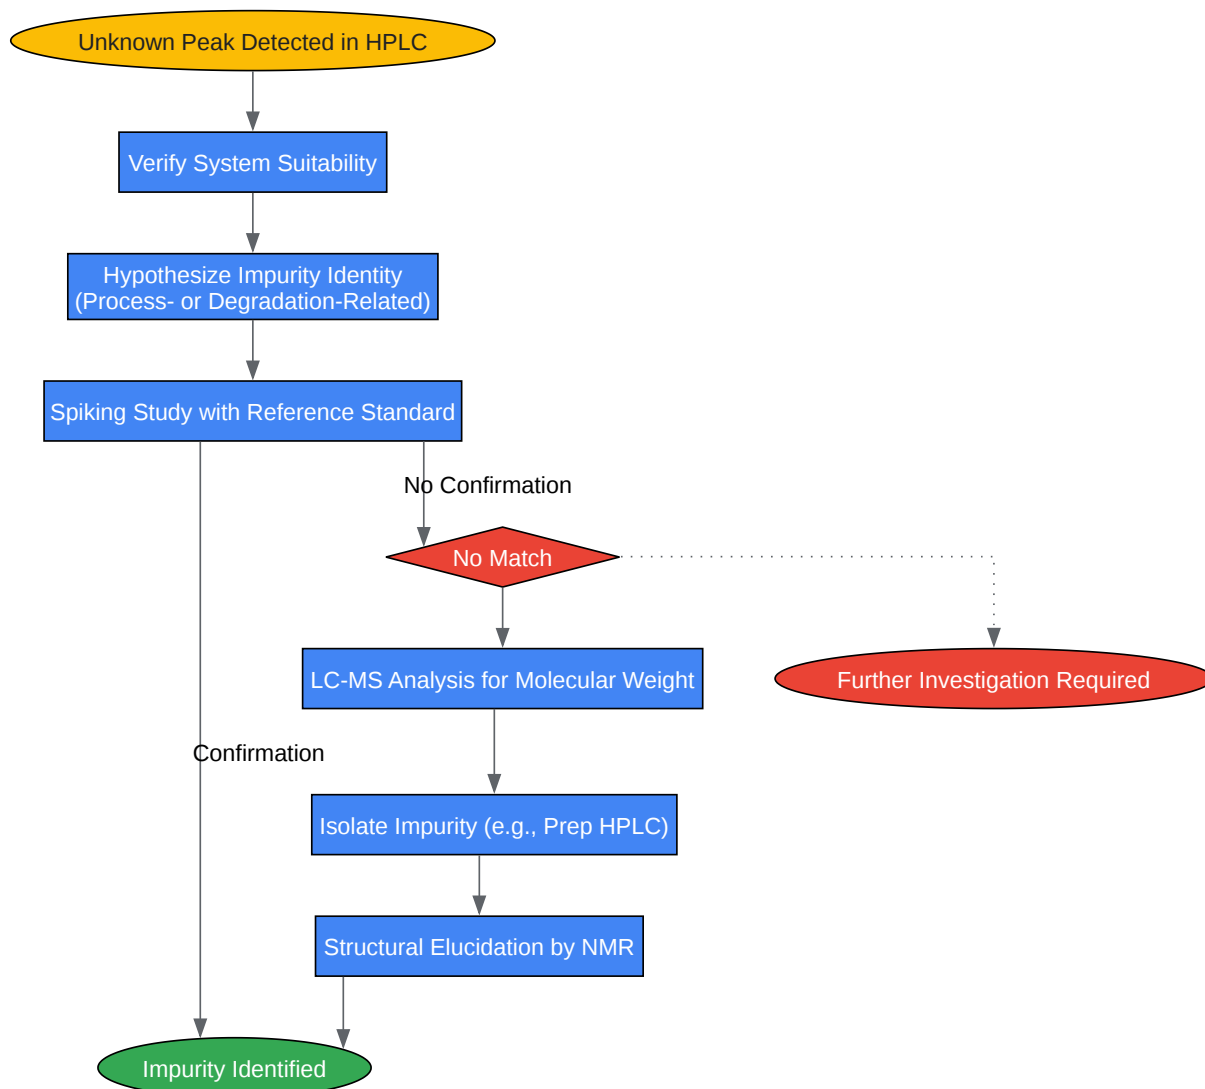 Unknown Peak Detected in HPLC
Verify System Suitability
Hypothesize Impurity Identity
(Process- or Degradation-Related)
Spiking Study with Reference Standard
No Confirmation
No Match
LC-MS Analysis for Molecular Weight
Further Investigation Required
Confirmation
Isolate Impurity (e.g., Prep HPLC)
Structural Elucidation by NMR
Impurity Identified